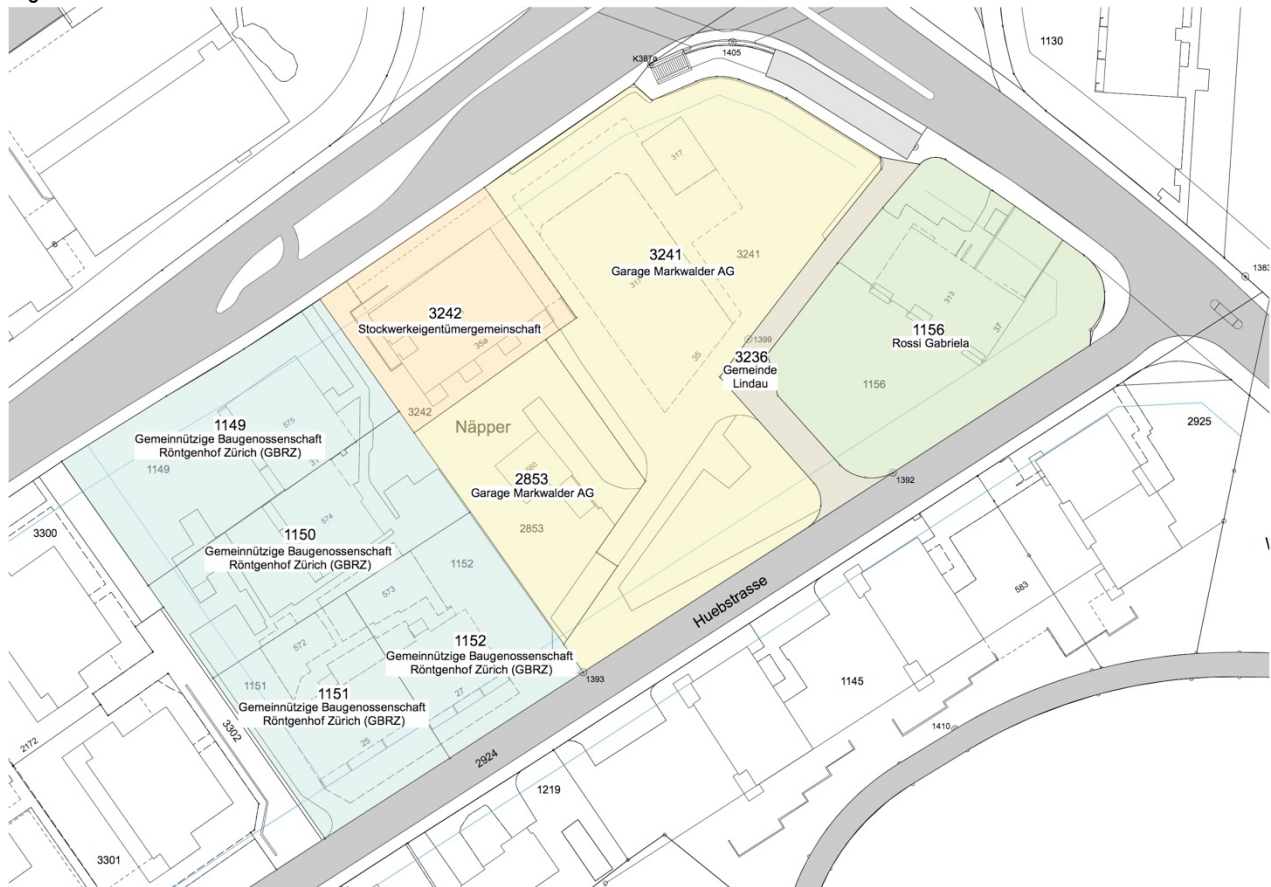 1130
1405
K387a
317
3241
Garage Markwalder AG
3241
1383
3242
Stockwerkeigentümergemeinschaft
35a
35
1399
313
37
1156
Rossi Gabriela
3236
Gemeinde
Lindau
1156
3242
Näpper
1149
Gemeinnützige Baugenossenschaft
Röntgenhof Zürich (GBRZ)
575
1149
2925
2853
Garage Markwalder AG
1392
574
2853
1150
Gemeinnützige Baugenossenschaft
Röntgenhof Zürich (GBRZ)
3300
1152
573
583
Huebstrasse
572
1152
Gemeinnützige Baugenossenschaft
Röntgenhof Zürich (GBRZ)
1393
1151
1151
Gemeinnützige Baugenossenschaft
Röntgenhof Zürich (GBRZ)
27
25
1145
3302
1410
2172
2924
1219
3301